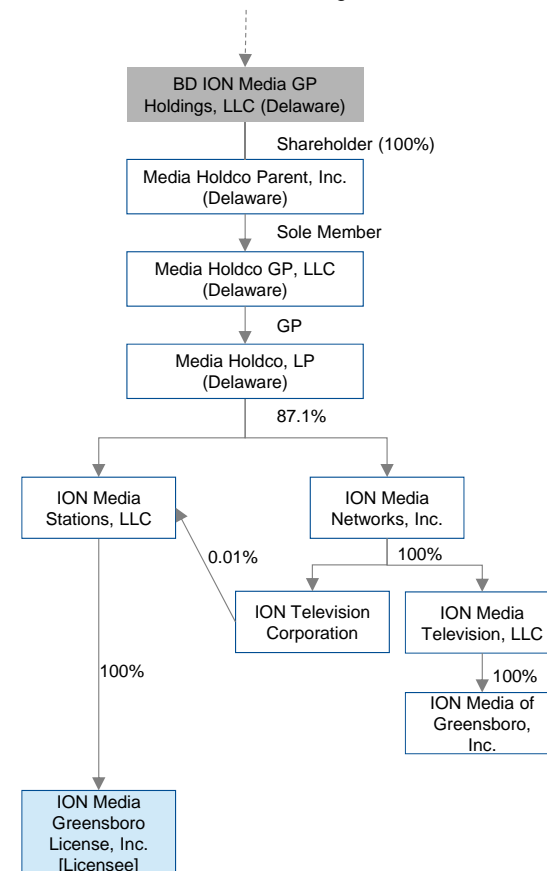 BD ION Media GP
Holdings, LLC (Delaware)
Shareholder (100%)
Media Holdco Parent, Inc.
(Delaware)
Sole Member
Media Holdco GP, LLC
(Delaware)
GP
Media Holdco, LP
(Delaware)
87.1%
ION Media
Stations, LLC
ION Media
Networks, Inc.
0.01%
100%
ION Television
Corporation
ION Media
Television, LLC
100%
100%
ION Media of
Greensboro,
Inc.
ION Media
Greensboro
License, Inc.
[Licensee]